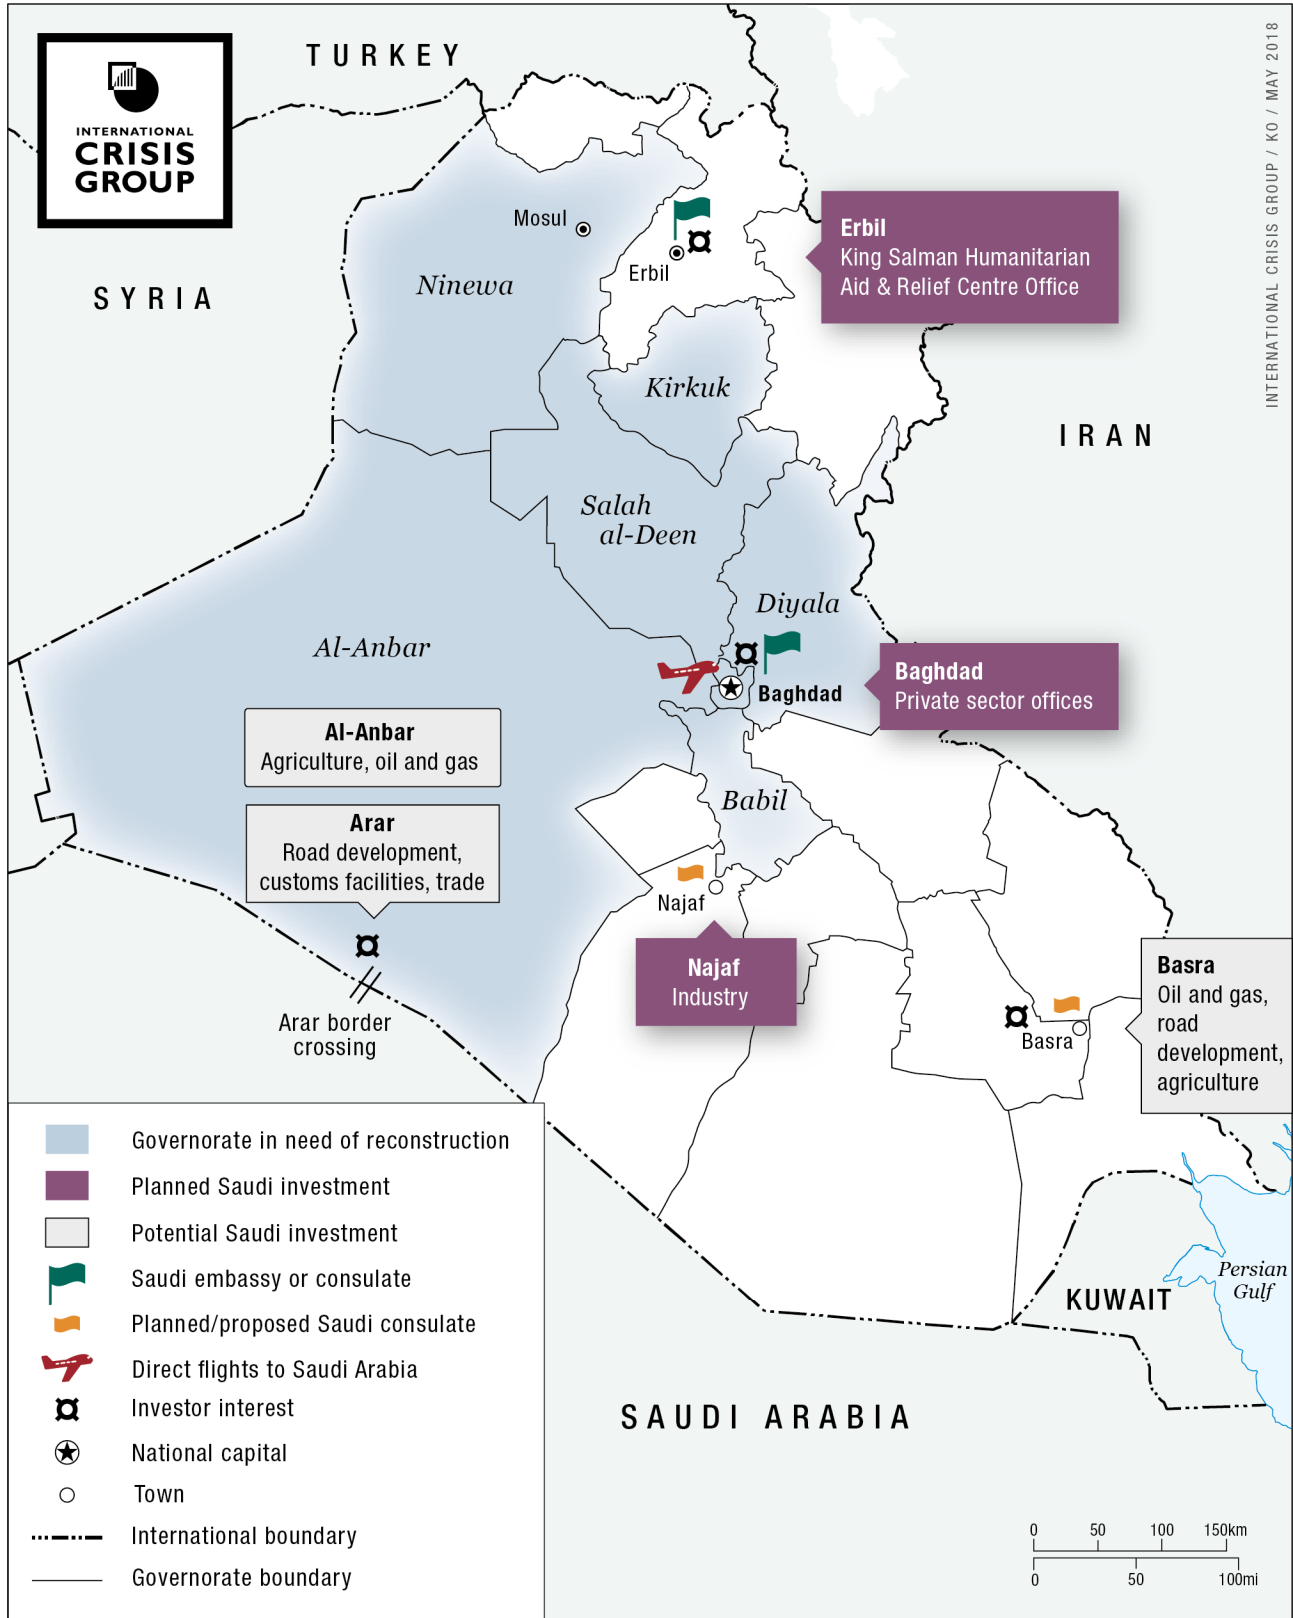 TURKEY
INTERNATIONAL
CRISIS
GROUP
INTERNATIONAL CRISIS GROUP / KO / MAY 2018
SYRIA
Mosul
Erbil
Ninewa
Erbil
King Salman Humanitarian
Aid & Relief Centre Office
Kirkuk
IRAN
Salah
al-Deen
Diyala
Al-Anbar
Baghdad
Baghdad
Private sector offices
Al-Anbar
Agriculture, oil and gas
Babil
Arar
Road development,
customs facilities, trade
Najaf
Najaf
Industry
Arar border
crossing
Basra
Basra
Oil and gas,
road
development,
agriculture
Governorate in need of reconstruction
Planned Saudi investment
Potential Saudi investment
Saudi embassy or consulate
Planned/proposed Saudi consulate
Direct flights to Saudi Arabia
Investor interest
National capital
Town
International boundary
Governorate boundary
Persian
Gulf
KUWAIT
SAUDI ARABIA
0 50 100 150km
0 50 100mi